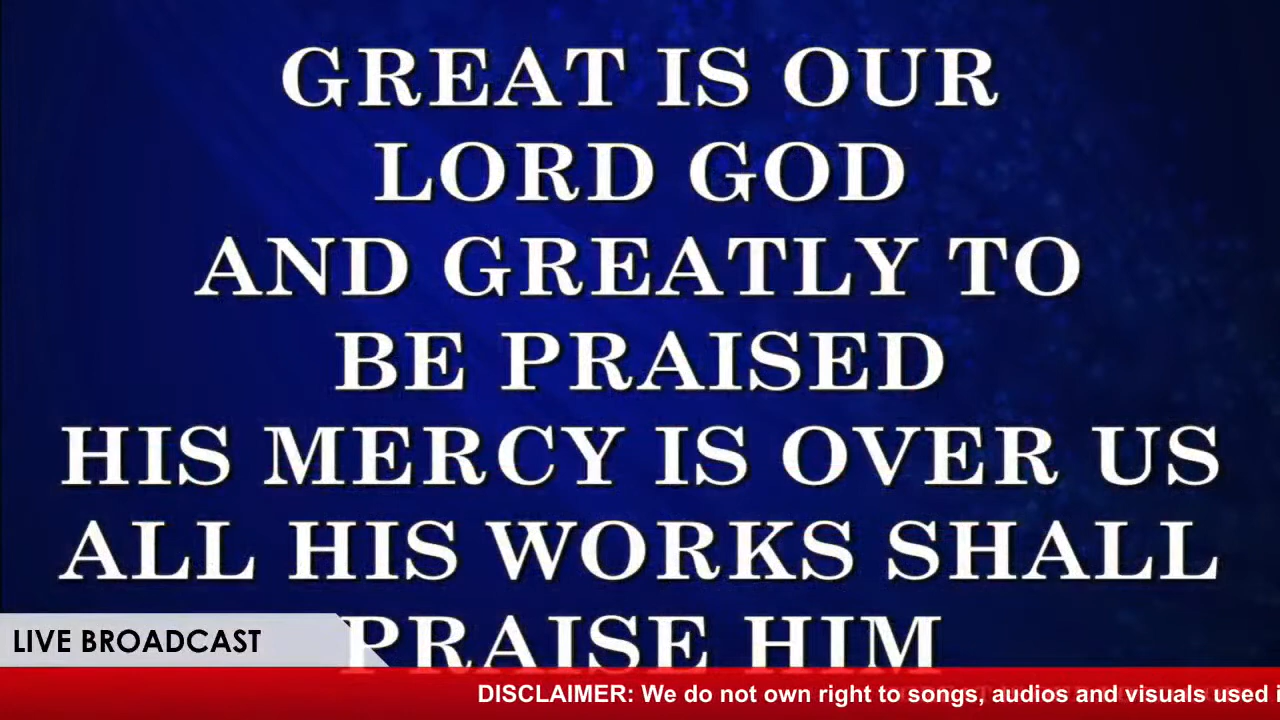 GREAT IS OUR
LORD GOD
AND GREATLY TO
BE PRAISED
HIS MERCY IS OVER US
ALL HIS WORKS SHALL
PRAISE HIM
LIVE BROADCAST
DISCLAIMER: We do not own right to songs, audios and visuals used i